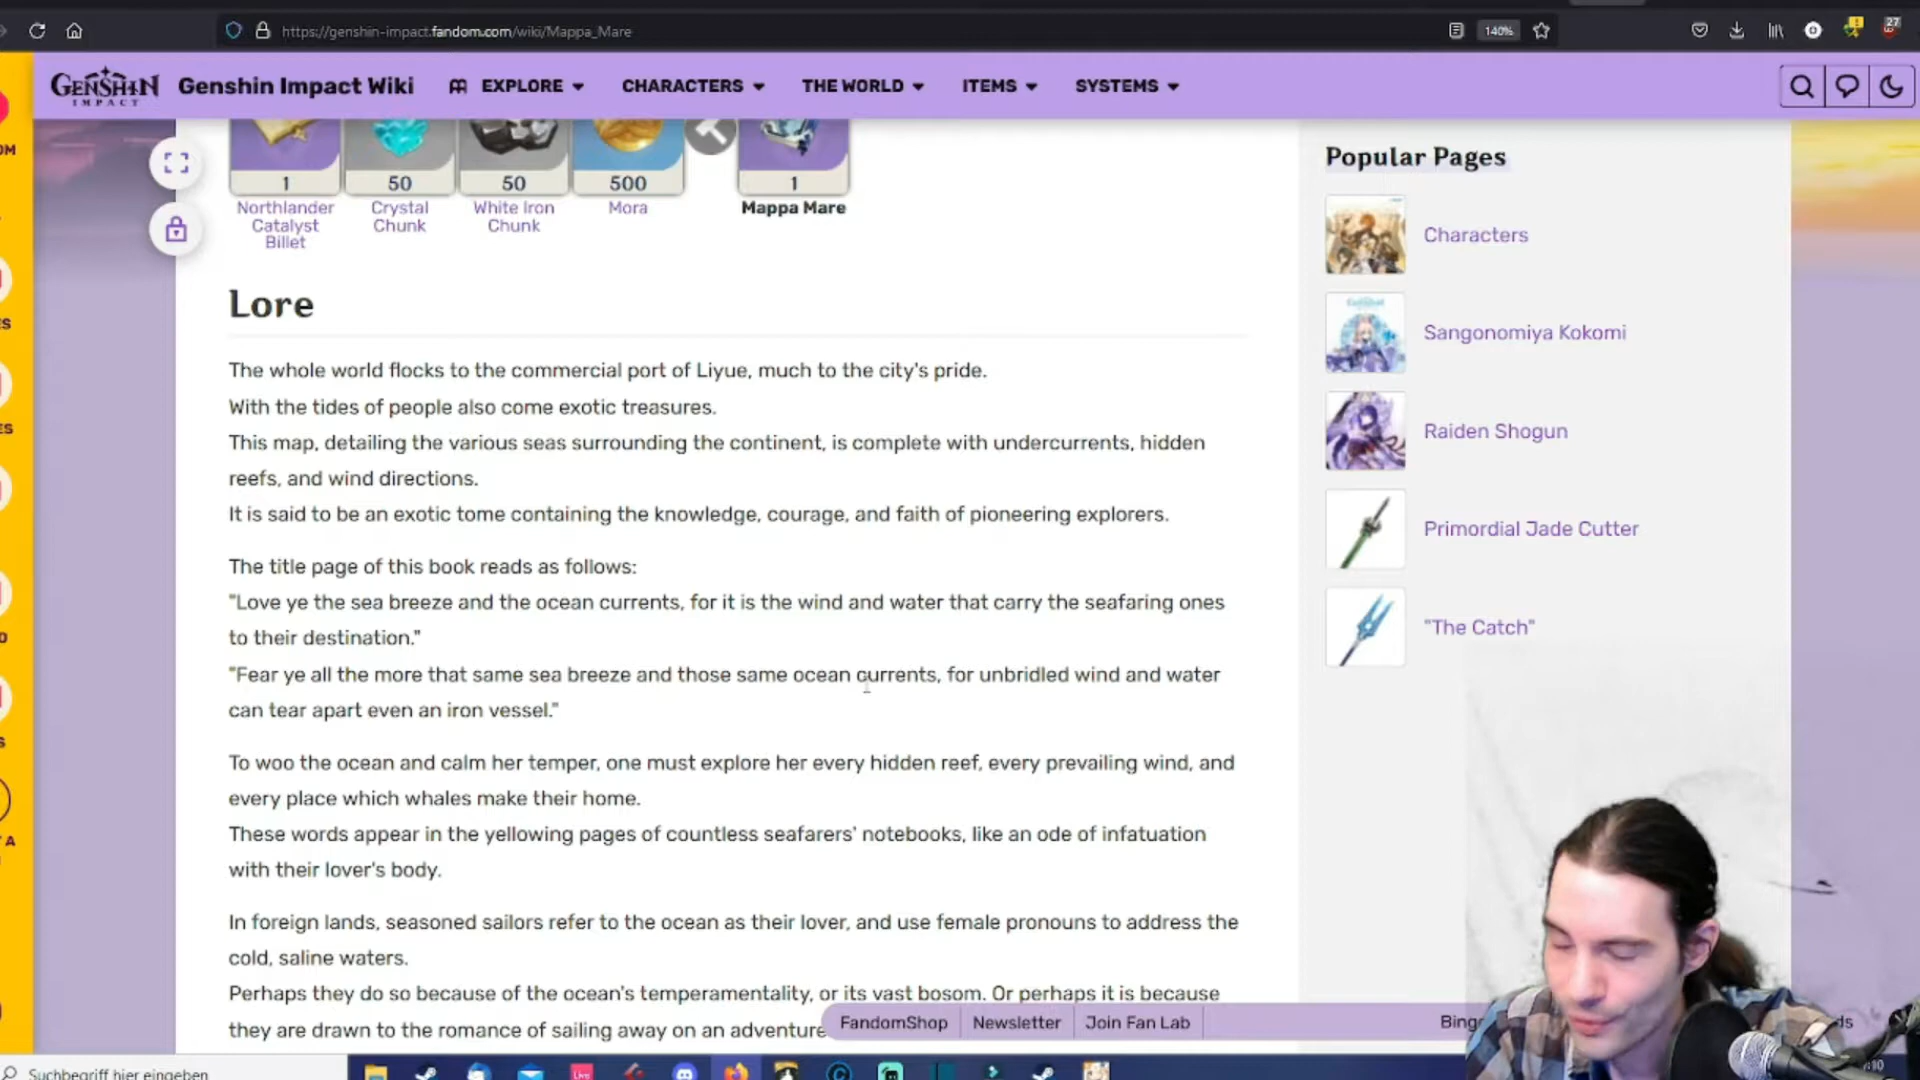 https://genshin-impact.fandom.com/wiki/Mappa_Mare
140%
27
GENSHIN
IMPACT
Genshin Impact Wiki
EXPLORE
CHARACTERS
THE WORLD
ITEMS
SYSTEMS
1
50
50
500
1
Northlander
Catalyst
Billet
Crystal
Chunk
White Iron
Chunk
Mora
Mappa Mare
Lore
The whole world flocks to the commercial port of Liyue, much to the city's pride.
With the tides of people also come exotic treasures.
This map, detailing the various seas surrounding the continent, is complete with undercurrents, hidden
reefs, and wind directions.
It is said to be an exotic tome containing the knowledge, courage, and faith of pioneering explorers.
The title page of this book reads as follows:
"Love ye the sea breeze and the ocean currents, for it is the wind and water that carry the seafaring ones
to their destination."
"Fear ye all the more that same sea breeze and those same ocean currents, for unbridled wind and water
can tear apart even an iron vessel."
To woo the ocean and calm her temper, one must explore her every hidden reef, every prevailing wind, and
every place which whales make their home.
These words appear in the yellowing pages of countless seafarers' notebooks, like an ode of infatuation
with their lover's body.
In foreign lands, seasoned sailors refer to the ocean as their lover, and use female pronouns to address the
cold, saline waters.
Perhaps they do so because of the ocean's temperamentality, or its vast bosom. Or perhaps it is because
they are drawn to the romance of sailing away on an adventure
Popular Pages
Characters
Sangonomiya Kokomi
Raiden Shogun
Primordial Jade Cutter
"The Catch"
FandomShop
Newsletter
Join Fan Lab
Suchbegriff hier eingeben
Live